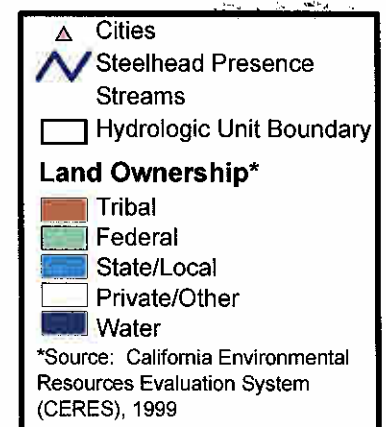 Cities
Steelhead Presence
Streams
Hydrologic Unit Boundary
Land Ownership*
Tribal
Federal
State/Local
Private/Other
Water
*Source: California Environmental
Resources Evaluation System
(CERES), 1999